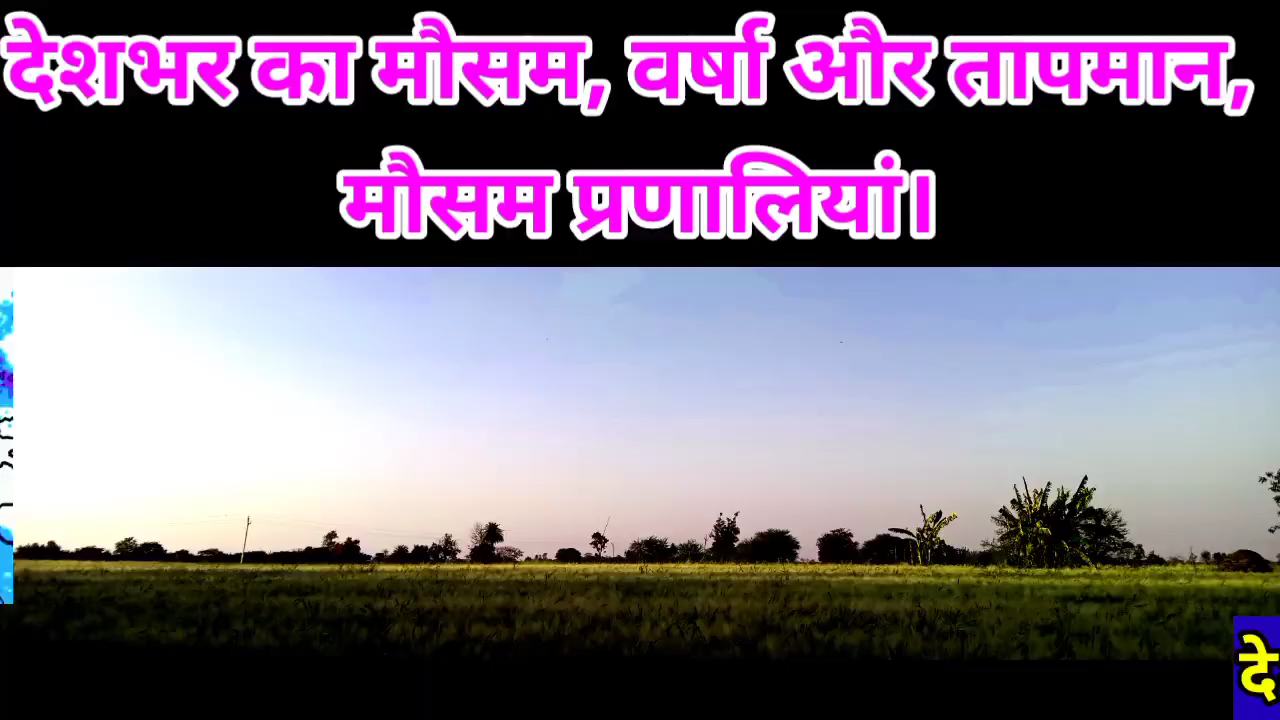 देशभर का मौसम, वर्षा और तापमान,
मौसम प्रणालियां।
दे